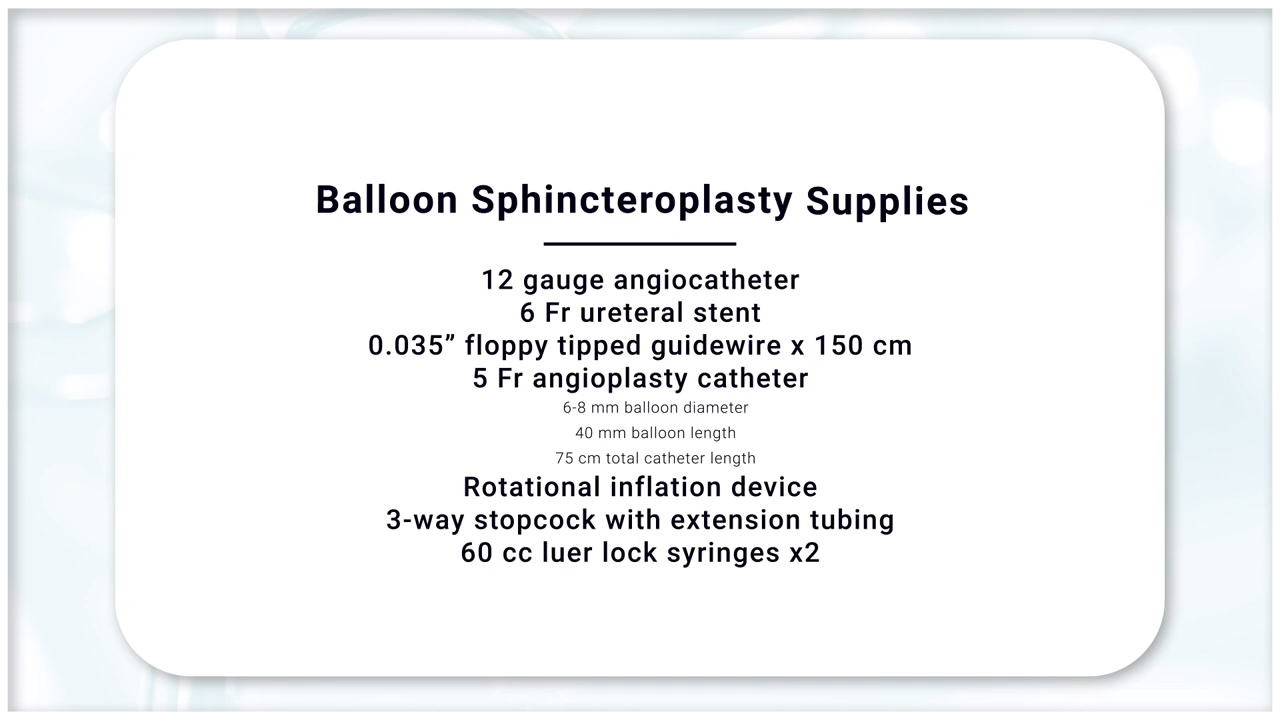 Balloon Sphincteroplasty Supplies
12 gauge angiocatheter
6 Fr ureteral stent
0.035” floppy tipped guidewire x 150 cm
5 Fr angioplasty catheter
6-8 mm balloon diameter
40 mm balloon length
75 cm total catheter length
Rotational inflation device
3-way stopcock with extension tubing
60 cc luer lock syringes x2